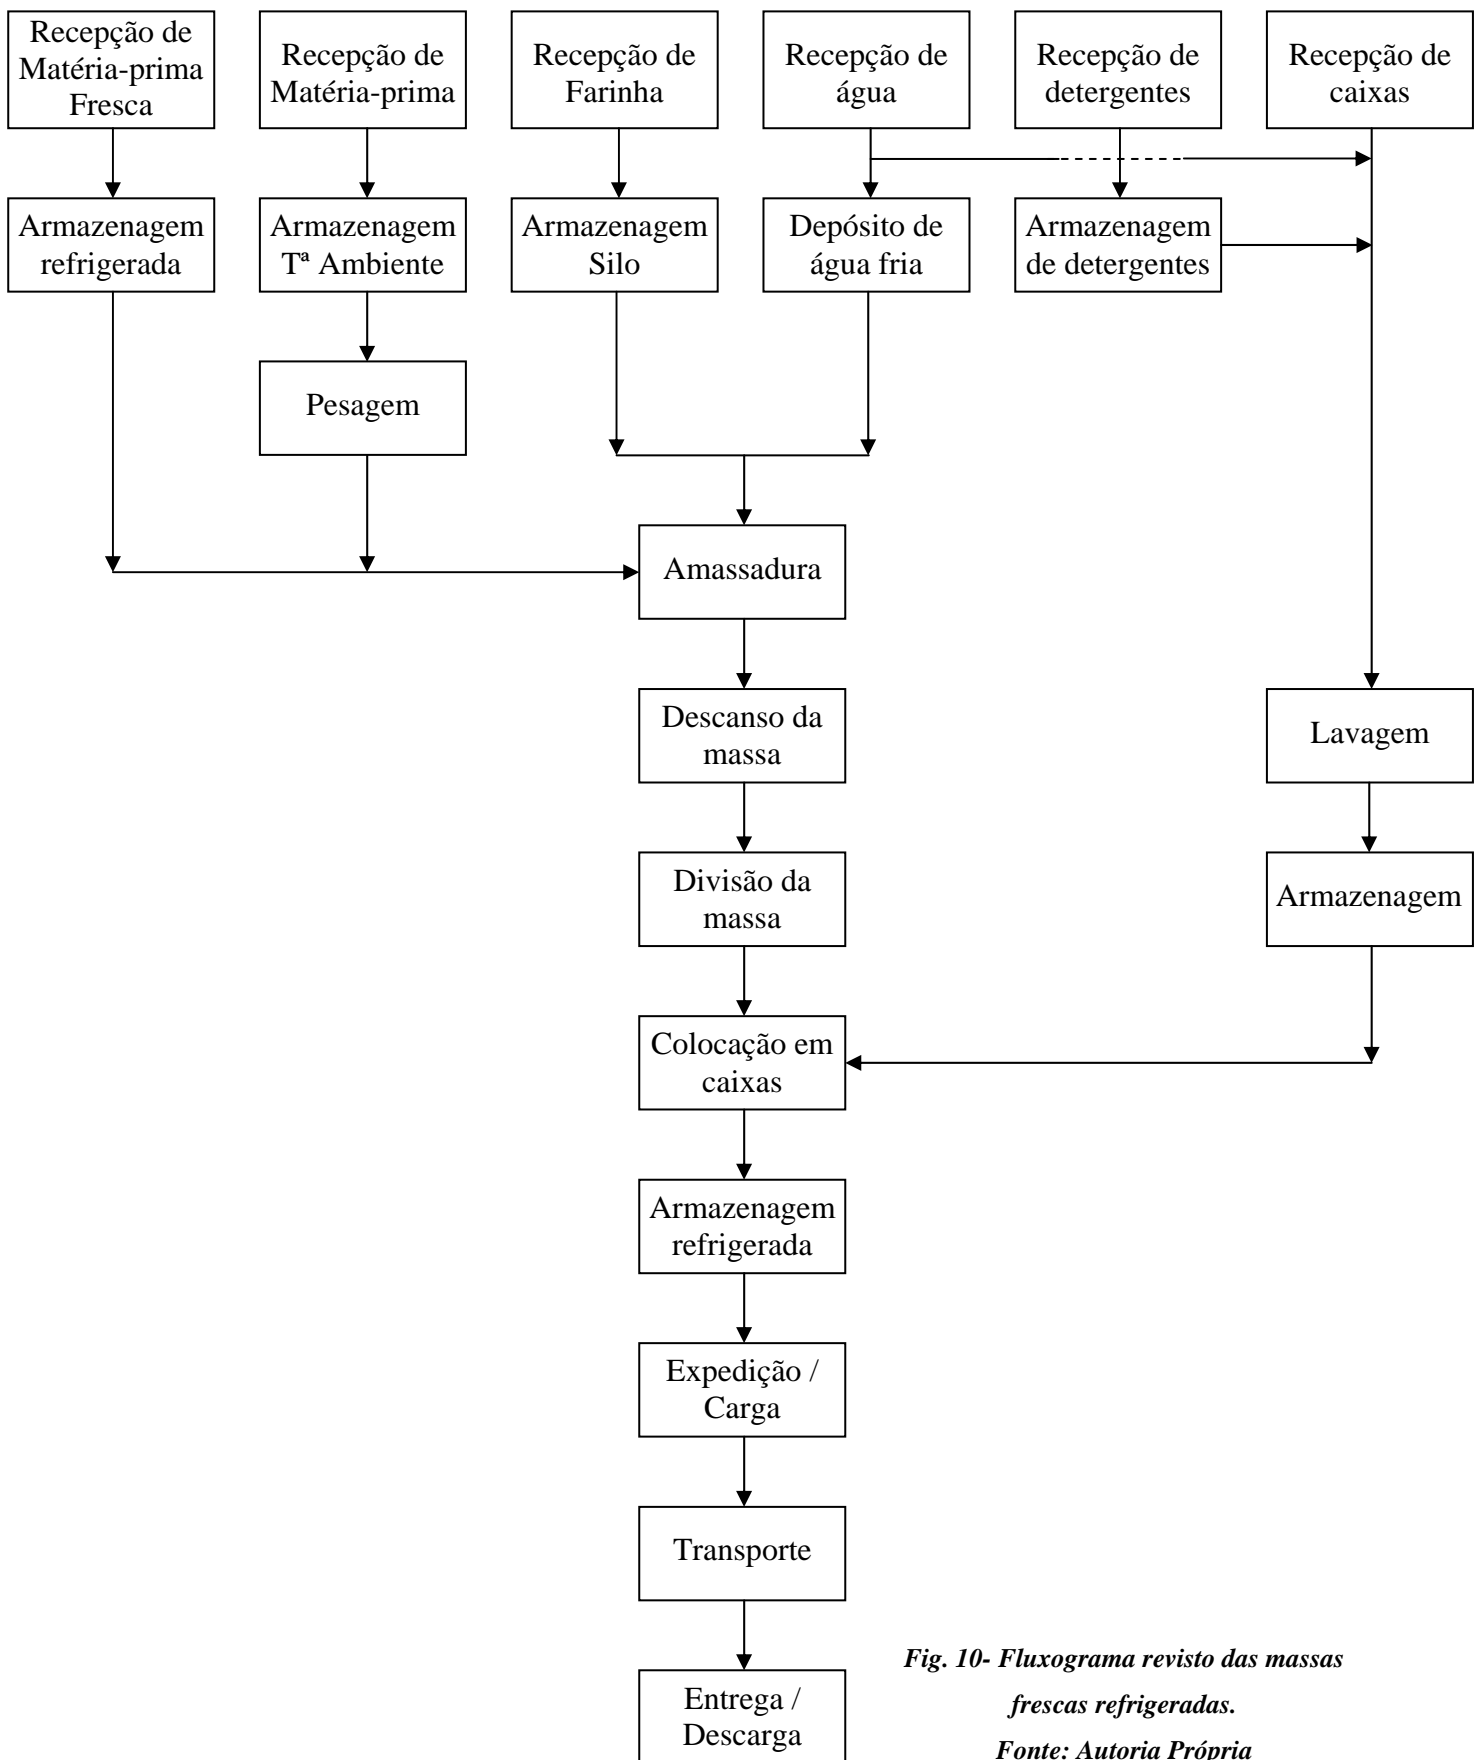 Recepção de
Matéria-prima
Fresca
Recepção de
Matéria-prima
Recepção de
Farinha
Recepção de
água
Recepção de
detergentes
Recepção de
caixas
Armazenagem
refrigerada
Armazenagem
Tª Ambiente
Armazenagem
Silo
Depósito de
água fria
Armazenagem
de detergentes
Pesagem
Amassadura
Descanso da
massa
Lavagem
Divisão da
massa
Armazenagem
Colocação em
caixas
Armazenagem
refrigerada
Expedição /
Carga
Transporte
Entrega /
Descarga
Fig. 10- Fluxograma revisto das massas
frescas refrigeradas.
Fonte: Autoria Própria